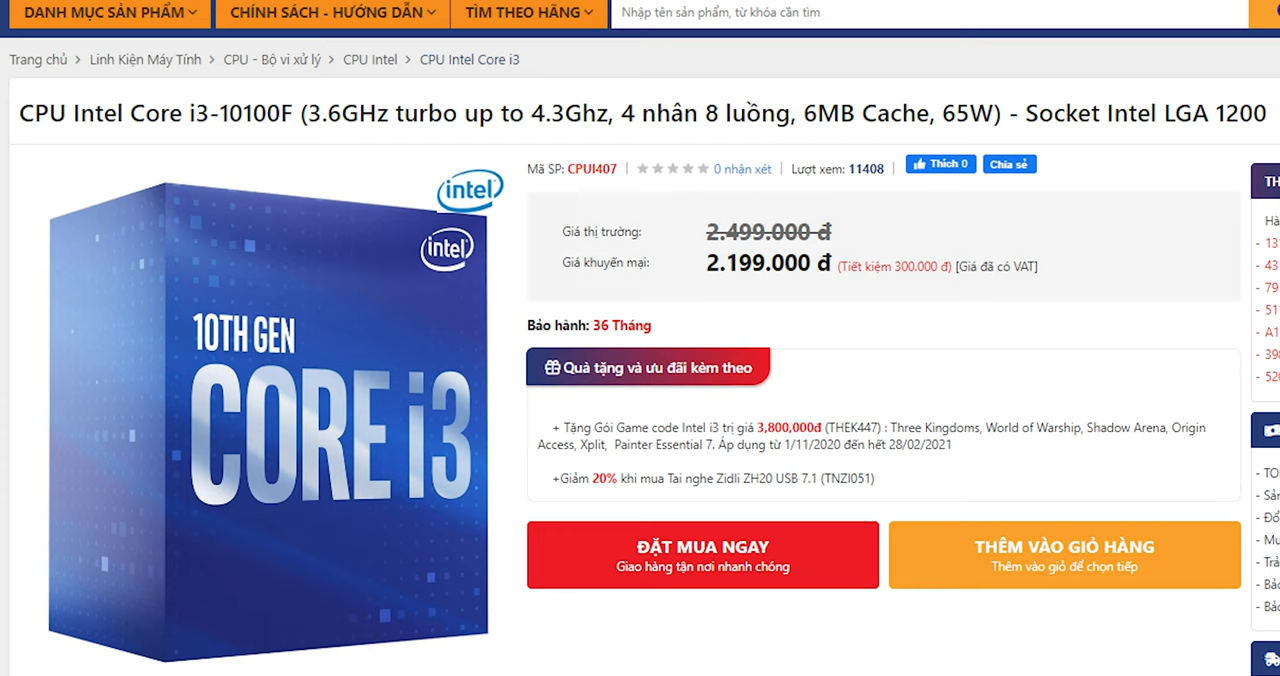 DANH MỤC SẢN PHẨM
CHÍNH SÁCH - HƯỚNG DẪN
TÌM THEO HÃNG
Nhập tên sản phẩm, từ khóa cần tìm
Trang chủ > Linh Kiện Máy Tính > CPU - Bộ vi xử lý > CPU Intel > CPU Intel Core i3
CPU Intel Core i3-10100F (3.6GHz turbo up to 4.3Ghz, 4 nhân 8 luồng, 6MB Cache, 65W) - Socket Intel LGA 1200
intel
intel
10TH GEN
CORE i3
Mã SP: CPUI407 | 0 nhận xét | Lượt xem: 11408 |
Thích 0
Chia sẻ
Giá thị trường: 2.499.000 đ
Giá khuyến mại: 2.199.000 đ (Tiết kiệm 300.000 đ) [Giá đã có VAT]
Bảo hành: 36 Tháng
Quà tặng và ưu đãi kèm theo
+ Tặng Gói Game code Intel i3 trị giá 3,800,000đ (THEK447) : Three Kingdoms, World of Warship, Shadow Arena, Origin
Access, Xplit, Painter Essential 7. Áp dụng từ 1/11/2020 đến hết 28/02/2021
+Giảm 20% khi mua Tai nghe Zidli ZH20 USB 7.1 (TNZI051)
ĐẶT MUA NGAY
Giao hàng tận nơi nhanh chóng
THÊM VÀO GIỎ HÀNG
Thêm vào giỏ để chọn tiếp